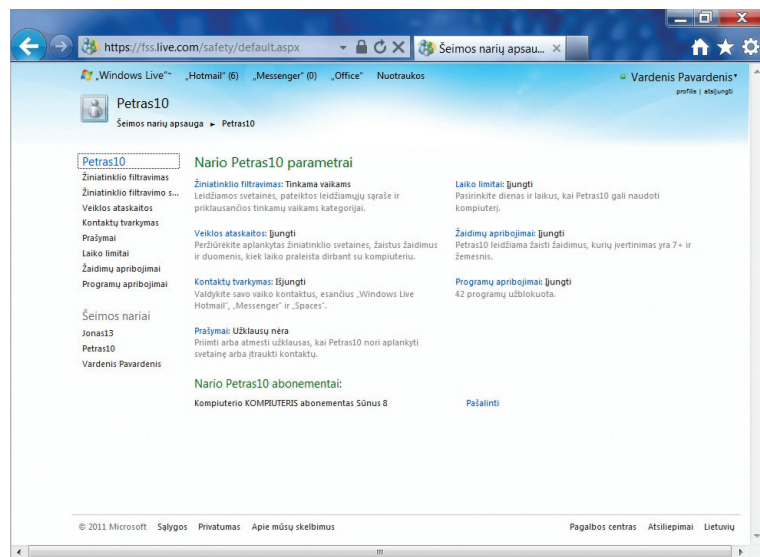 https://fss.live.com/safety/default.aspx
Šeimos narių apsau...
„Windows Live"~ „Hotmail" (6) „Messenger" (0) „Office" Nuotraukos
Vardenis Pavardenis
profilis | atsijungti
Petras10
Šeimos narių apsauga ► Petras10
Petras10
Žiniatinklio filtravimas
Žiniatinklio filtravimo s...
Veiklos ataskaitos
Kontaktų tvarkymas
Prašymai
Laiko limitai
Žaidimų apribojimai
Programų apribojimai
Šeimos nariai
Jonas13
Petras10
Vardenis Pavardenis
Nario Petras10 parametrai
Žiniatinklio filtravimas: Tinkama vaikams
Leidžiamos svetainės, pateiktos leidžiamųjų sąraše ir
priklausančios tinkamų vaikams kategorijai.
Veiklos ataskaitos: Įjungti
Peržiūrėkite aplankytas žiniatinklio svetaines, žaistus žaidimus
ir duomenis, kiek laiko praleista dirbant su kompiuteriu.
Kontaktų tvarkymas: Išjungti
Valdykite savo vaiko kontaktus, esančius „Windows Live
Hotmail", „Messenger" ir „Spaces".
Prašymai: Užklausų nėra
Priimti arba atmesti užklausas, kai Petras10 nori aplankyti
svetainę arba įtraukti kontaktų.
Laiko limitai: Įjungti
Pasirinkite dienas ir laikus, kai Petras10 gali naudoti
kompiuterį.
Žaidimų apribojimai: Įjungti
Petras10 leidžiama žaisti žaidimus, kurių įvertinimas yra 7+ ir
žemesnis.
Programų apribojimai: Įjungti
42 programų užblokuota.
Nario Petras10 abonementai:
Kompiuterio KOMPIUTERIS abonementas Sūnus 8 Pašalinti
© 2011 Microsoft Sąlygos Privatumas Apie mūsų skelbimus
Pagalbos centras Atsiliepimai Lietuvių